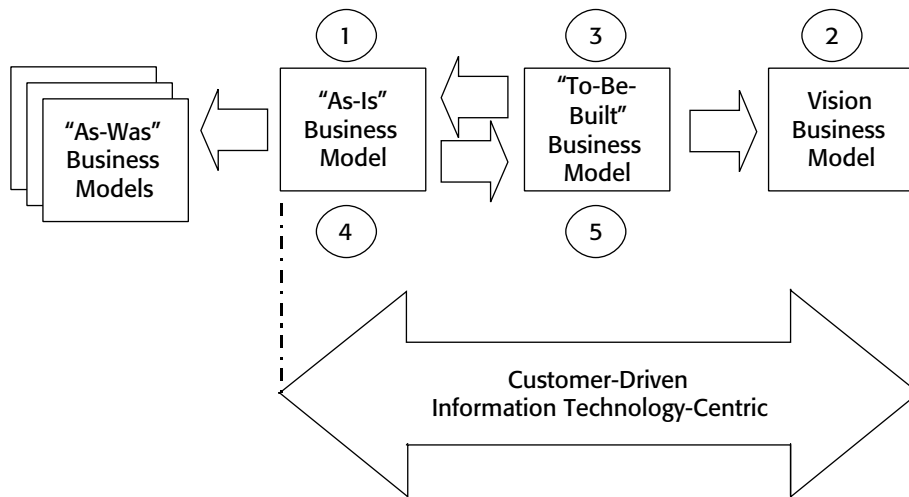 1
3
2
“As-Was”
Business
Models
“As-Is”
Business
Model
“To-Be-
Built”
Business
Model
Vision
Business
Model
4
5
Customer-Driven
Information Technology-Centric